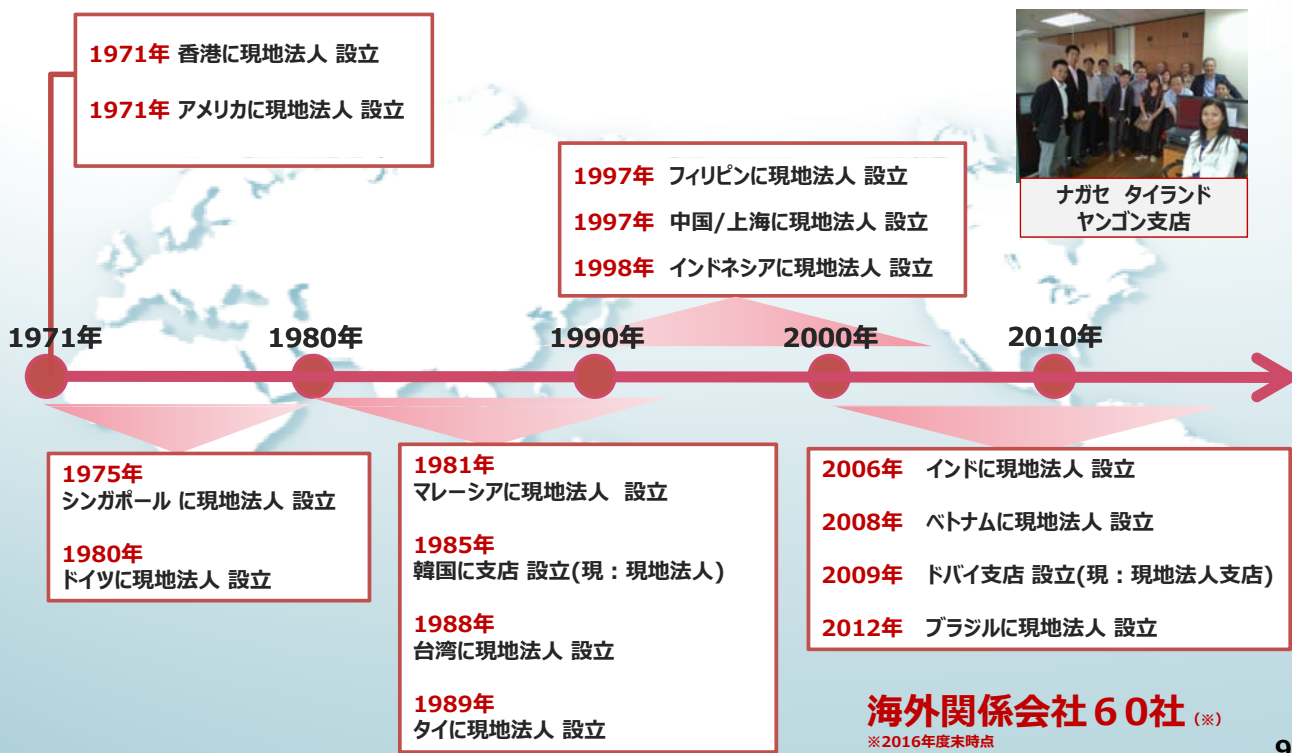 1971年 香港に現地法人 設立
1971年 アメリカに現地法人 設立
ナガセ タイランド
ヤンゴン支店
1997年 フィリピンに現地法人 設立
1997年 中国/上海に現地法人 設立
1998年 インドネシアに現地法人 設立
1971年
1980年
1990年
2000年
2010年
1975年
シンガポール に現地法人 設立
1980年
ドイツに現地法人 設立
1981年
マレーシアに現地法人 設立
1985年
韓国に支店 設立(現：現地法人)
1988年
台湾に現地法人 設立
1989年
タイに現地法人 設立
2006年 インドに現地法人 設立
2008年 ベトナムに現地法人 設立
2009年 ドバイ支店 設立(現：現地法人支店)
2012年 ブラジルに現地法人 設立
海外関係会社６０社（※）
※2016年度末時点
9